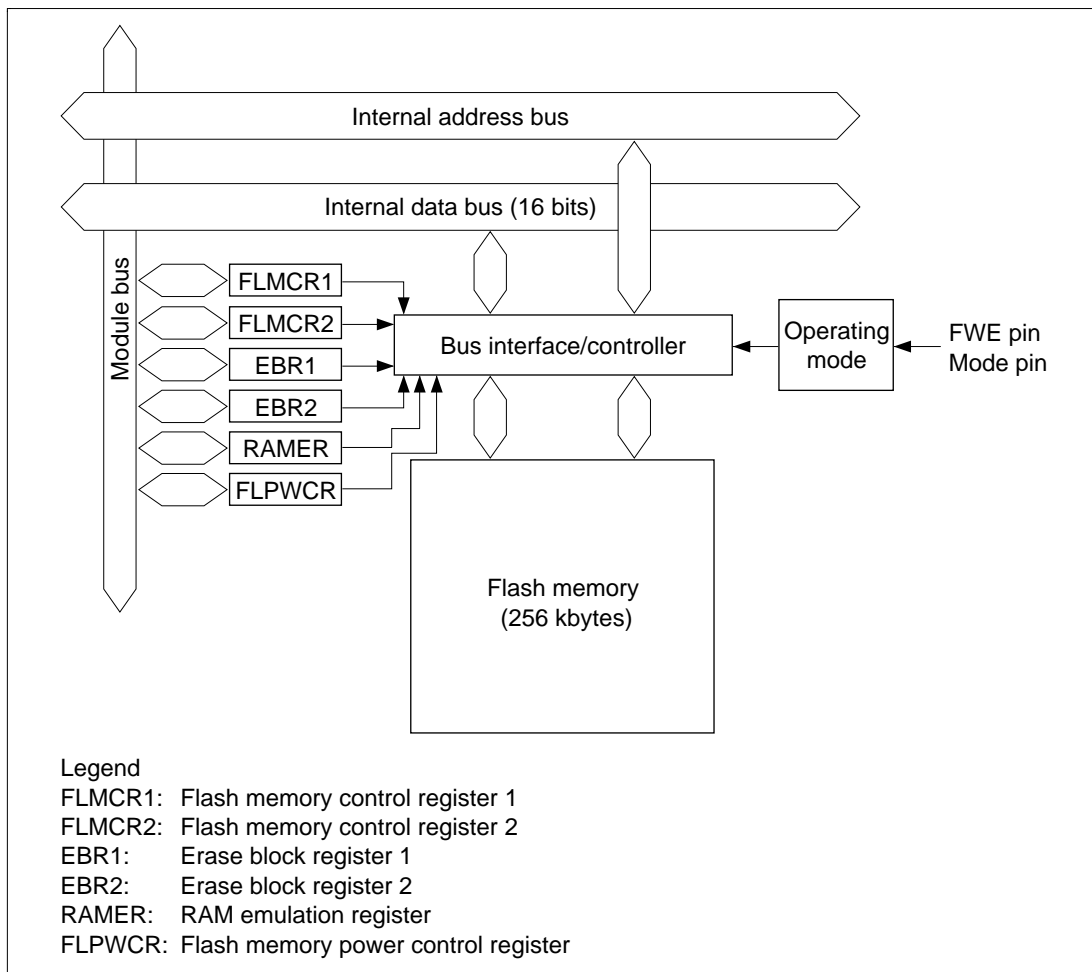 Internal address bus
Internal data bus (16 bits)
Module bus
FLMCR1
FLMCR2
EBR1
EBR2
RAMER
FLPWCR
Bus interface/controller
Operating
mode
FWE pin
Mode pin
Flash memory
(256 kbytes)
Legend
FLMCR1: Flash memory control register 1
FLMCR2: Flash memory control register 2
EBR1: Erase block register 1
EBR2: Erase block register 2
RAMER: RAM emulation register
FLPWCR: Flash memory power control register